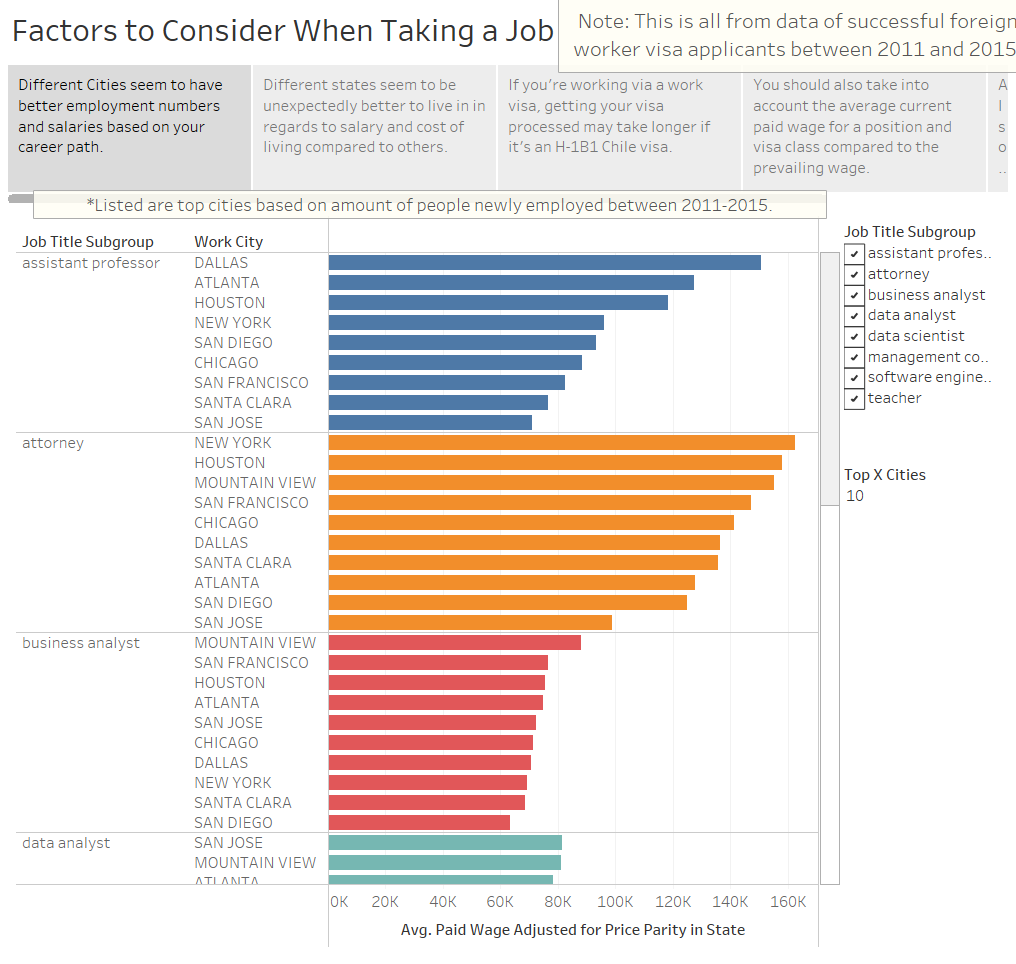 Factors to Consider When Taking a Job
Note: This is all from data of successful foreign
worker visa applicants between 2011 and 2015
Different Cities seem to have
better employment numbers
and salaries based on your
career path.
Different states seem to be
unexpectedly better to live in in
regards to salary and cost of
living compared to others.
If you're working via a work
visa, getting your visa
processed may take longer if
it's an H-1B1 Chile visa.
You should also take into
account the average current
paid wage for a position and
visa class compared to the
prevailing wage.
A
l
s
o
...
*Listed are top cities based on amount of people newly employed between 2011-2015.
Job Title Subgroup Work City
assistant professor DALLAS
ATLANTA
HOUSTON
NEW YORK
SAN DIEGO
CHICAGO
SAN FRANCISCO
SANTA CLARA
SAN JOSE
attorney NEW YORK
HOUSTON
MOUNTAIN VIEW
SAN FRANCISCO
CHICAGO
DALLAS
SANTA CLARA
ATLANTA
SAN DIEGO
SAN JOSE
business analyst MOUNTAIN VIEW
SAN FRANCISCO
HOUSTON
ATLANTA
SAN JOSE
CHICAGO
DALLAS
NEW YORK
SANTA CLARA
SAN DIEGO
data analyst SAN JOSE
MOUNTAIN VIEW
ATLANTA
0K 20K 40K 60K 80K 100K 120K 140K 160K
Avg. Paid Wage Adjusted for Price Parity in State
Job Title Subgroup
assistant profes..
attorney
business analyst
data analyst
data scientist
management co..
software engine..
teacher
Top X Cities
10